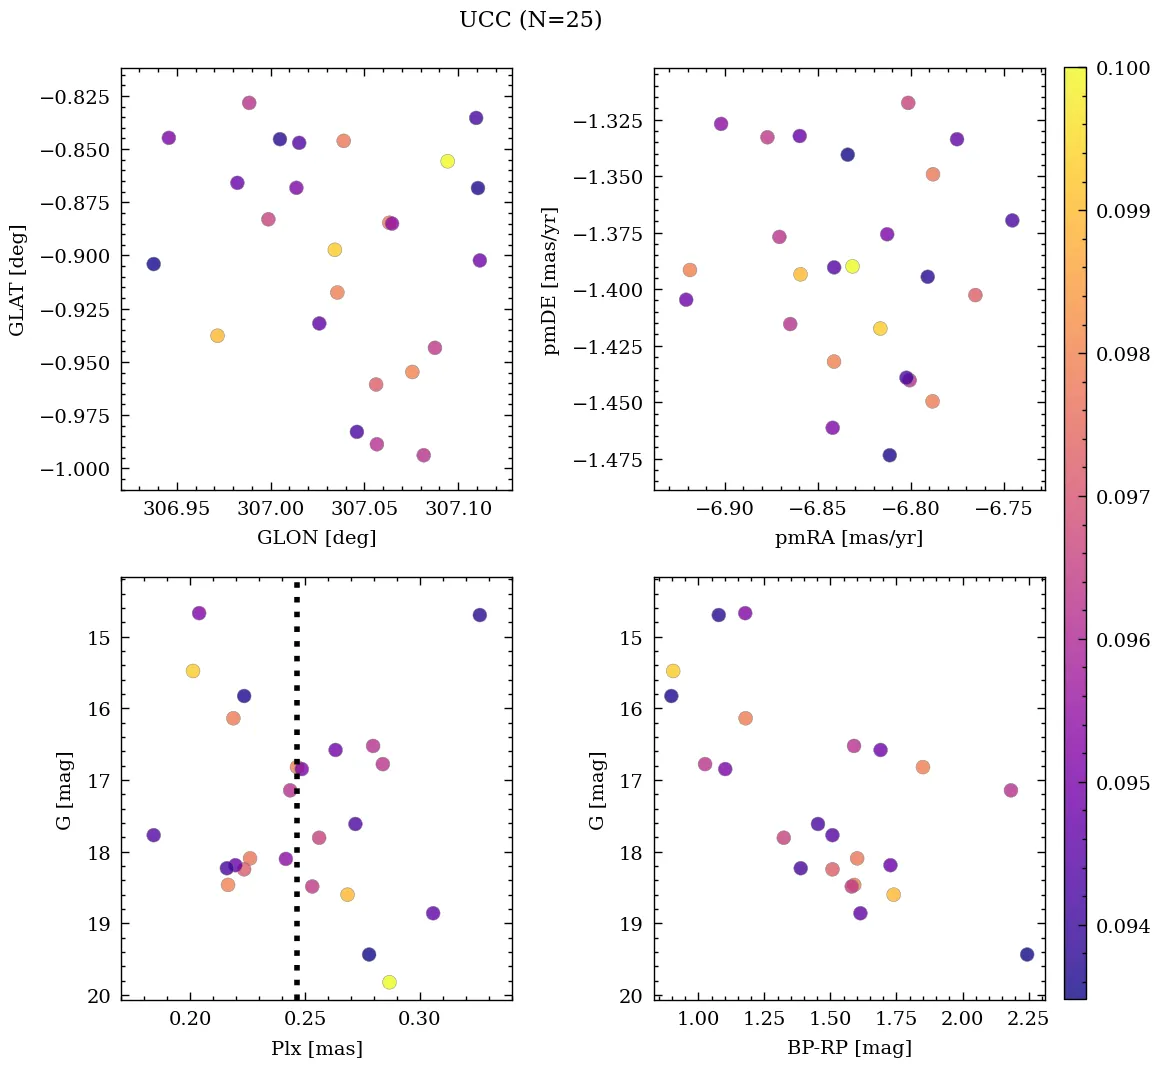 UCC (N=25)
−0.825
−0.850
−0.875
−0.900
−0.925
−0.950
−0.975
−1.000
GLAT [deg]
306.95 307.00 307.05 307.10
GLON [deg]
−1.325
−1.350
−1.375
−1.400
−1.425
−1.450
−1.475
pmDE [mas/yr]
−6.90 −6.85 −6.80 −6.75
pmRA [mas/yr]
15
16
17
18
19
20
G [mag]
0.20 0.25 0.30
Plx [mas]
15
16
17
18
19
20
G [mag]
1.00 1.25 1.50 1.75 2.00 2.25
BP-RP [mag]
0.100
0.099
0.098
0.097
0.096
0.095
0.094